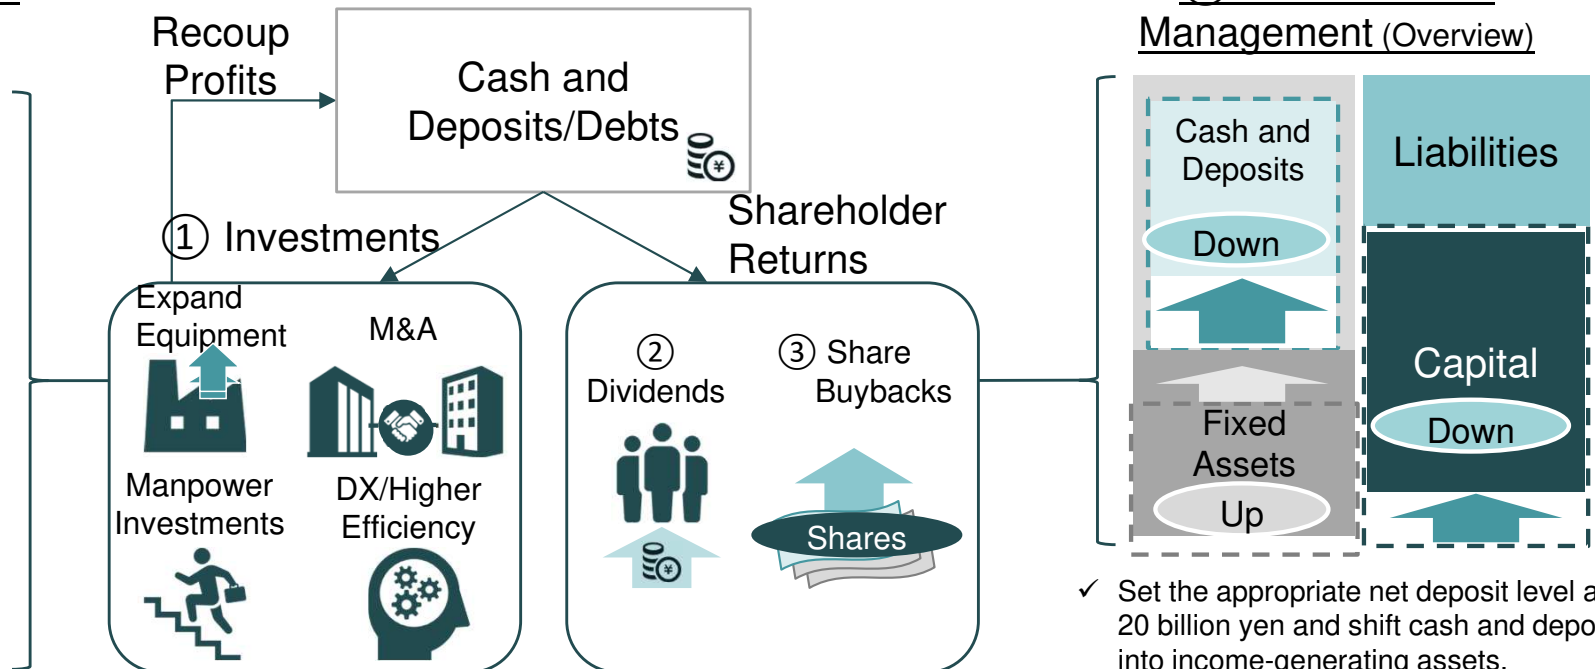 Recoup
Profits
Cash and
Deposits/Debts
① Investments
Shareholder
Returns
Expand
Equipment
M&A
Manpower
Investments
DX/Higher
Efficiency
②
Dividends
③ Share
Buybacks
Shares
Management (Overview)
Cash and
Deposits
Down
Liabilities
Capital
Down
Fixed
Assets
Up
✓ Set the appropriate net deposit level
20 billion yen and shift cash and
into income-generating assets.